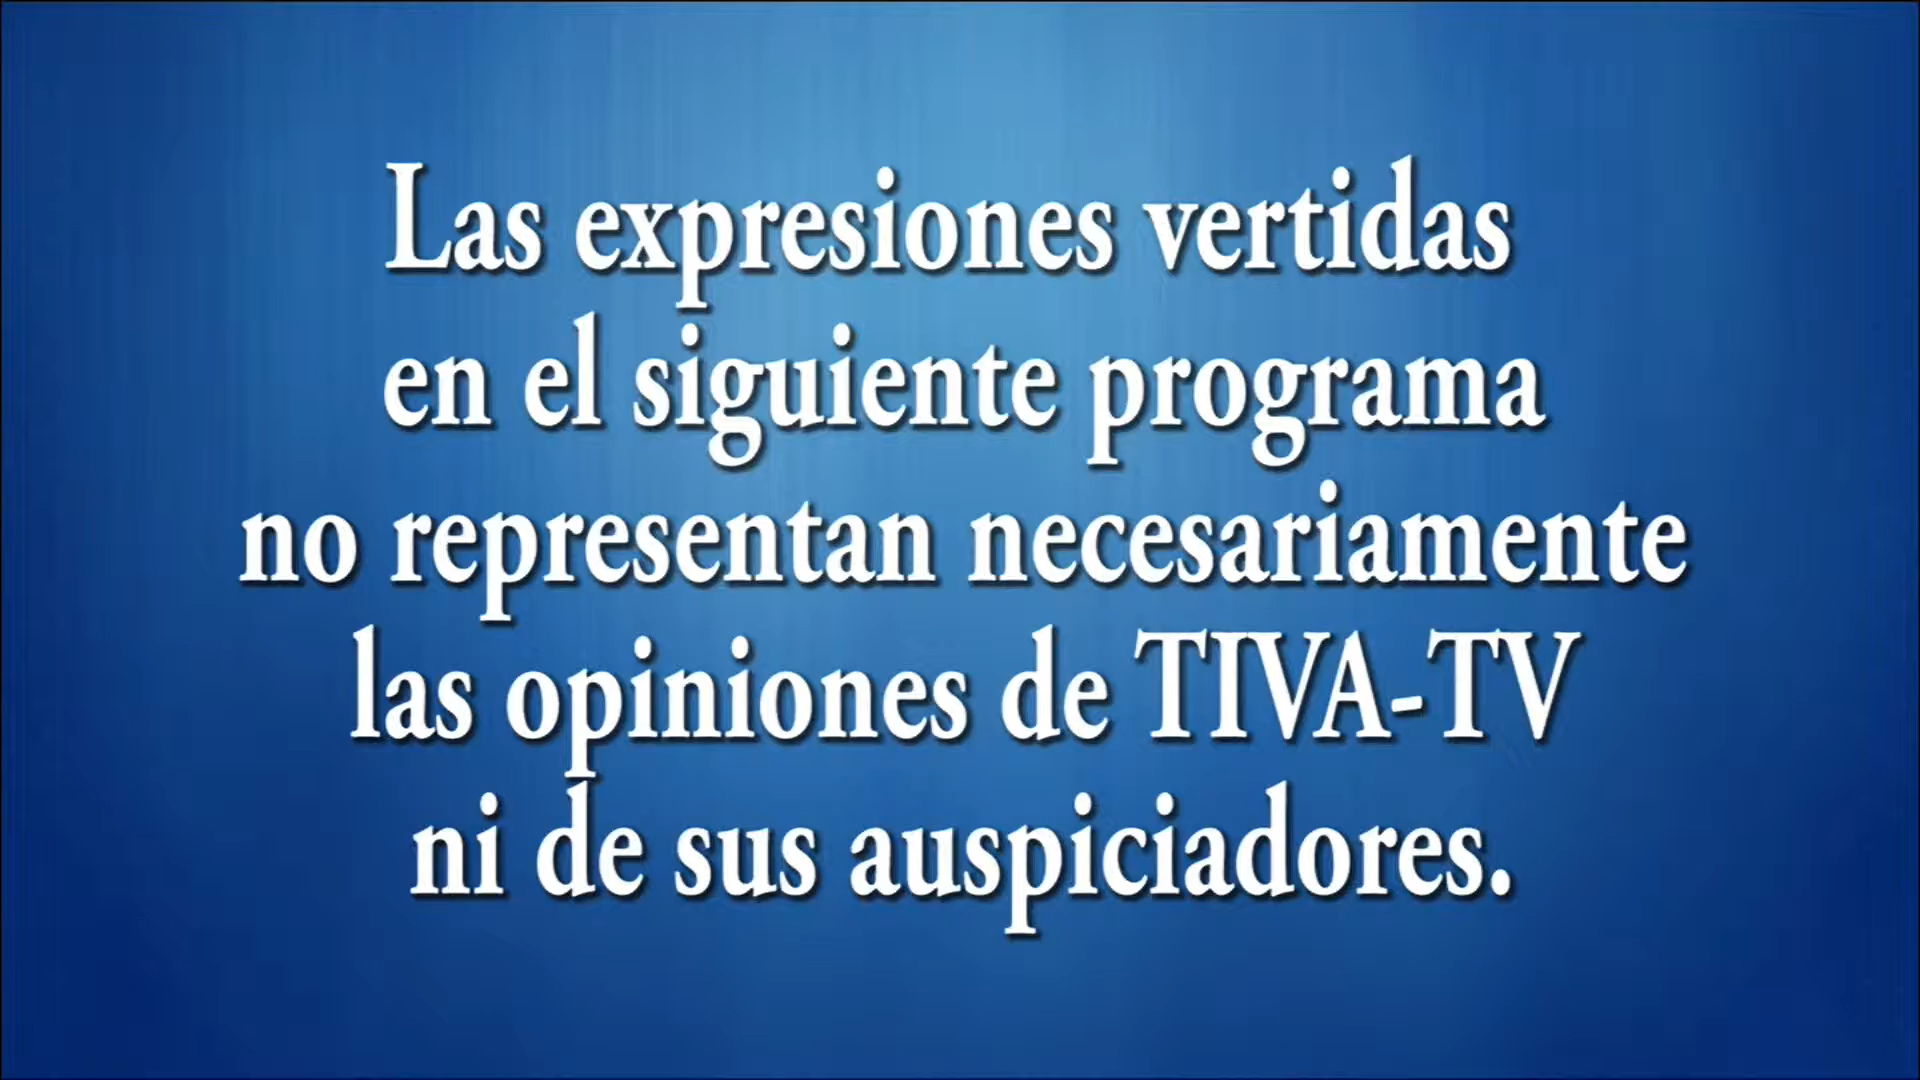 Las expresiones vertidas
en el siguiente programa
no representan necesariamente
las opiniones de TIVA-TV
ni de sus auspiciadores.